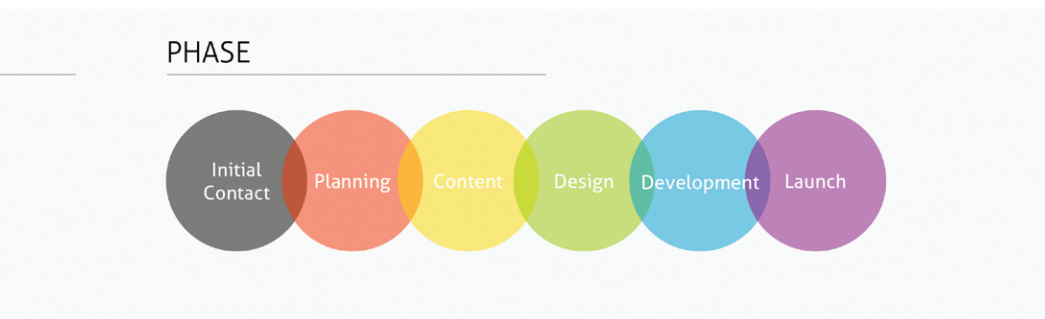 PHASE
Initial
Contact
Planning
Content
Design
Development
Launch